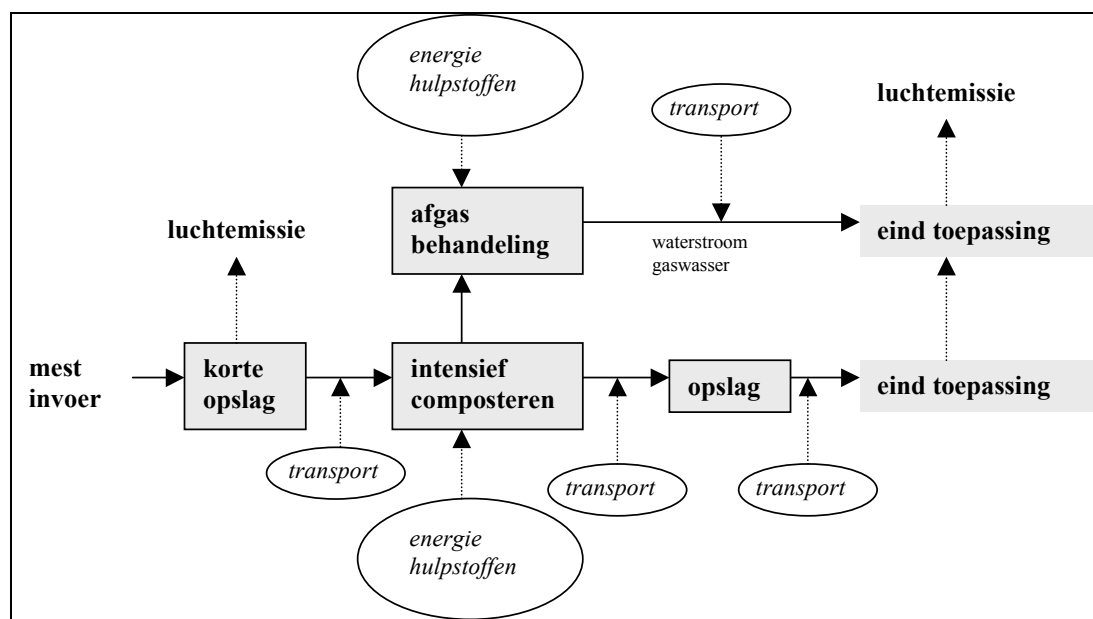 energie
hulpstoffen
transport
luchtemissie
afgas
behandeling
waterstroom
gaswasser
eind toepassing
luchtemissie
mest
invoer
korte
opslag
intensief
composteren
opslag
eind toepassing
transport
transport
transport
energie
hulpstoffen